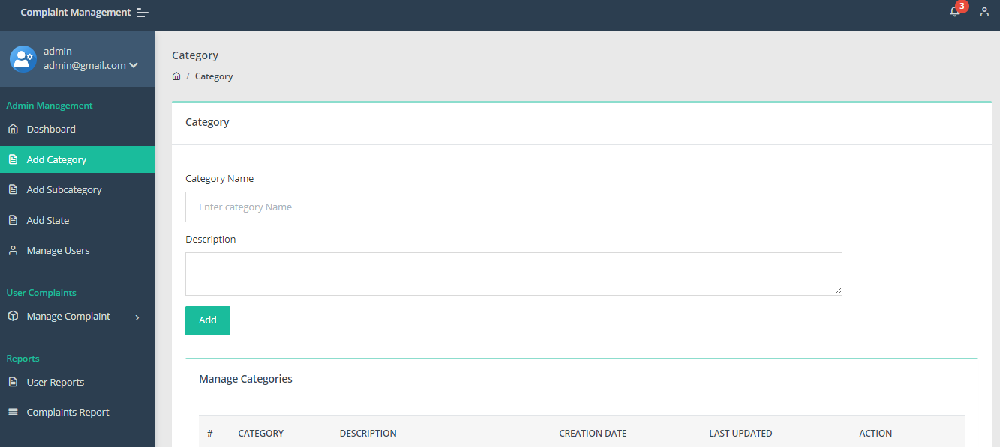 Complaint Management
3
admin
admin@gmail.com
Admin Management
Dashboard
Add Category
Add Subcategory
Add State
Manage Users
User Complaints
Manage Complaint
Reports
User Reports
Complaints Report
Category
/ Category
Category
Category Name
Enter category Name
Description
Add
Manage Categories
# CATEGORY DESCRIPTION CREATION DATE LAST UPDATED ACTION